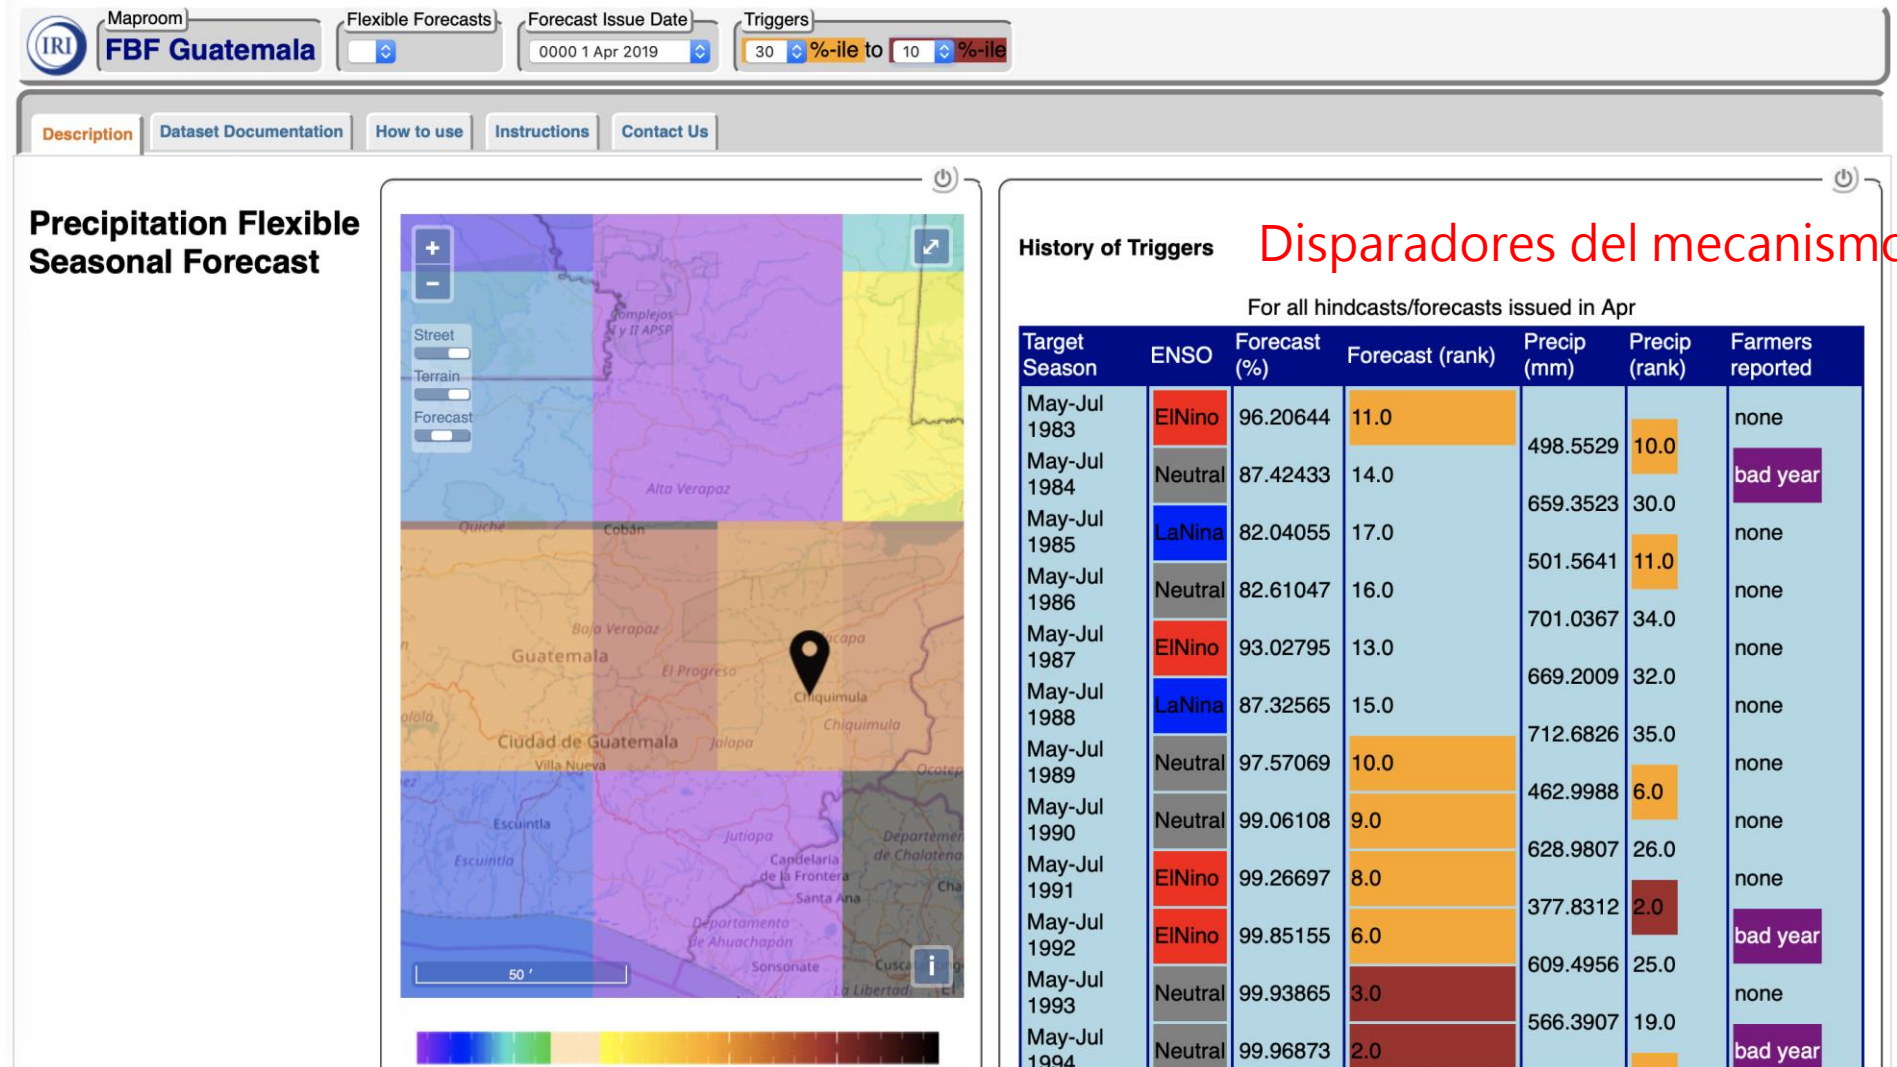 Maproom
IRI FBF Guatemala
Flexible Forecasts
Forecast Issue Date
0000 1 Apr 2019
Triggers
30 %-ile to 10 %-ile
Description
Dataset Documentation
How to use
Instructions
Contact Us
Precipitation Flexible
Seasonal Forecast
+
−
Street
Terrain
Forecast
Complejos
I y II APSP
Alta Verapaz
Quiché
Cobán
Baja Verapaz
Guatemala
El Progreso
Zacapa
Chiquimula
Chiquimula
Ciudad de Guatemala
Jalapa
Villa Nueva
Escuintla
Escuintla
Jutiapa
Candelaria
de la Frontera
Santa Ana
Departamento
de Ahuachapán
Sonsonate
La Libertad
50 ′
i
History of Triggers
Disparadores del mecanismo
For all hindcasts/forecasts issued in Apr
Target Season ENSO Forecast (%) Forecast (rank) Precip (mm) Precip (rank) Farmers reported
May-Jul 1983 ElNino 96.20644 11.0 498.5529 10.0 none
May-Jul 1984 Neutral 87.42433 14.0 659.3523 30.0 bad year
May-Jul 1985 LaNina 82.04055 17.0 501.5641 11.0 none
May-Jul 1986 Neutral 82.61047 16.0 701.0367 34.0 none
May-Jul 1987 ElNino 93.02795 13.0 669.2009 32.0 none
May-Jul 1988 LaNina 87.32565 15.0 712.6826 35.0 none
May-Jul 1989 Neutral 97.57069 10.0 462.9988 6.0 none
May-Jul 1990 Neutral 99.06108 9.0 628.9807 26.0 none
May-Jul 1991 ElNino 99.26697 8.0 377.8312 2.0 none
May-Jul 1992 ElNino 99.85155 6.0 609.4956 25.0 bad year
May-Jul 1993 Neutral 99.93865 3.0 566.3907 19.0 none
May-Jul 1994 Neutral 99.96873 2.0 bad year